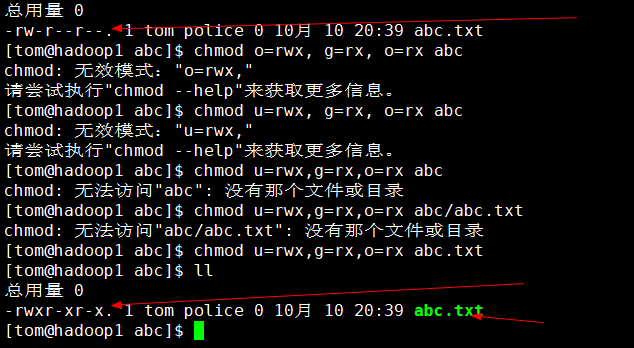 总用量 0
-rw-r--r--. 1 tom police 0 10月 10 20:39 abc.txt
[tom@hadoop1 abc]$ chmod o=rwx, g=rx, o=rx abc
chmod: 无效模式："o=rwx,"
请尝试执行"chmod --help"来获取更多信息。
[tom@hadoop1 abc]$ chmod u=rwx, g=rx, o=rx abc
chmod: 无效模式："u=rwx,"
请尝试执行"chmod --help"来获取更多信息。
[tom@hadoop1 abc]$ chmod u=rwx,g=rx,o=rx abc
chmod: 无法访问"abc": 没有那个文件或目录
[tom@hadoop1 abc]$ chmod u=rwx,g=rx,o=rx abc/abc.txt
chmod: 无法访问"abc/abc.txt": 没有那个文件或目录
[tom@hadoop1 abc]$ chmod u=rwx,g=rx,o=rx abc.txt
[tom@hadoop1 abc]$ ll
总用量 0
-rwxr-xr-x. 1 tom police 0 10月 10 20:39 abc.txt
[tom@hadoop1 abc]$